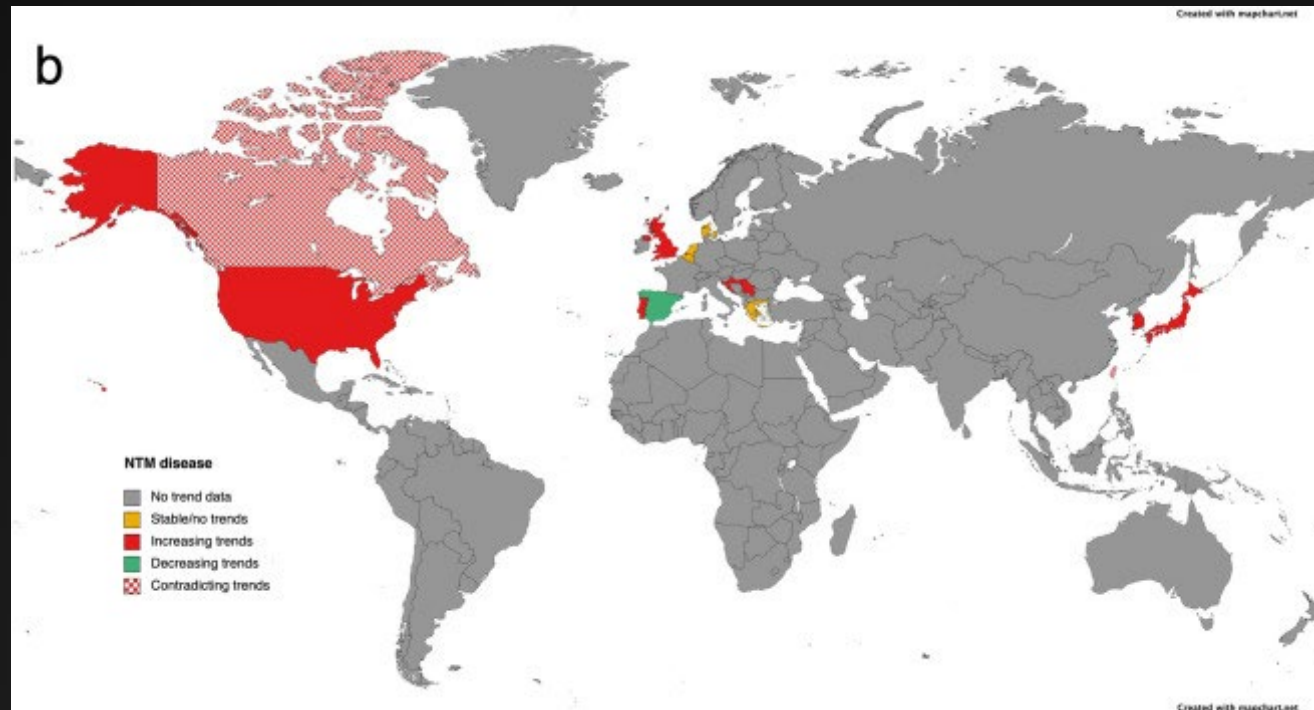 Created with mapchart.net
b
NTM disease
No trend data
Stable/no trends
Increasing trends
Decreasing trends
Contradicting trends
Created with mapchart.net